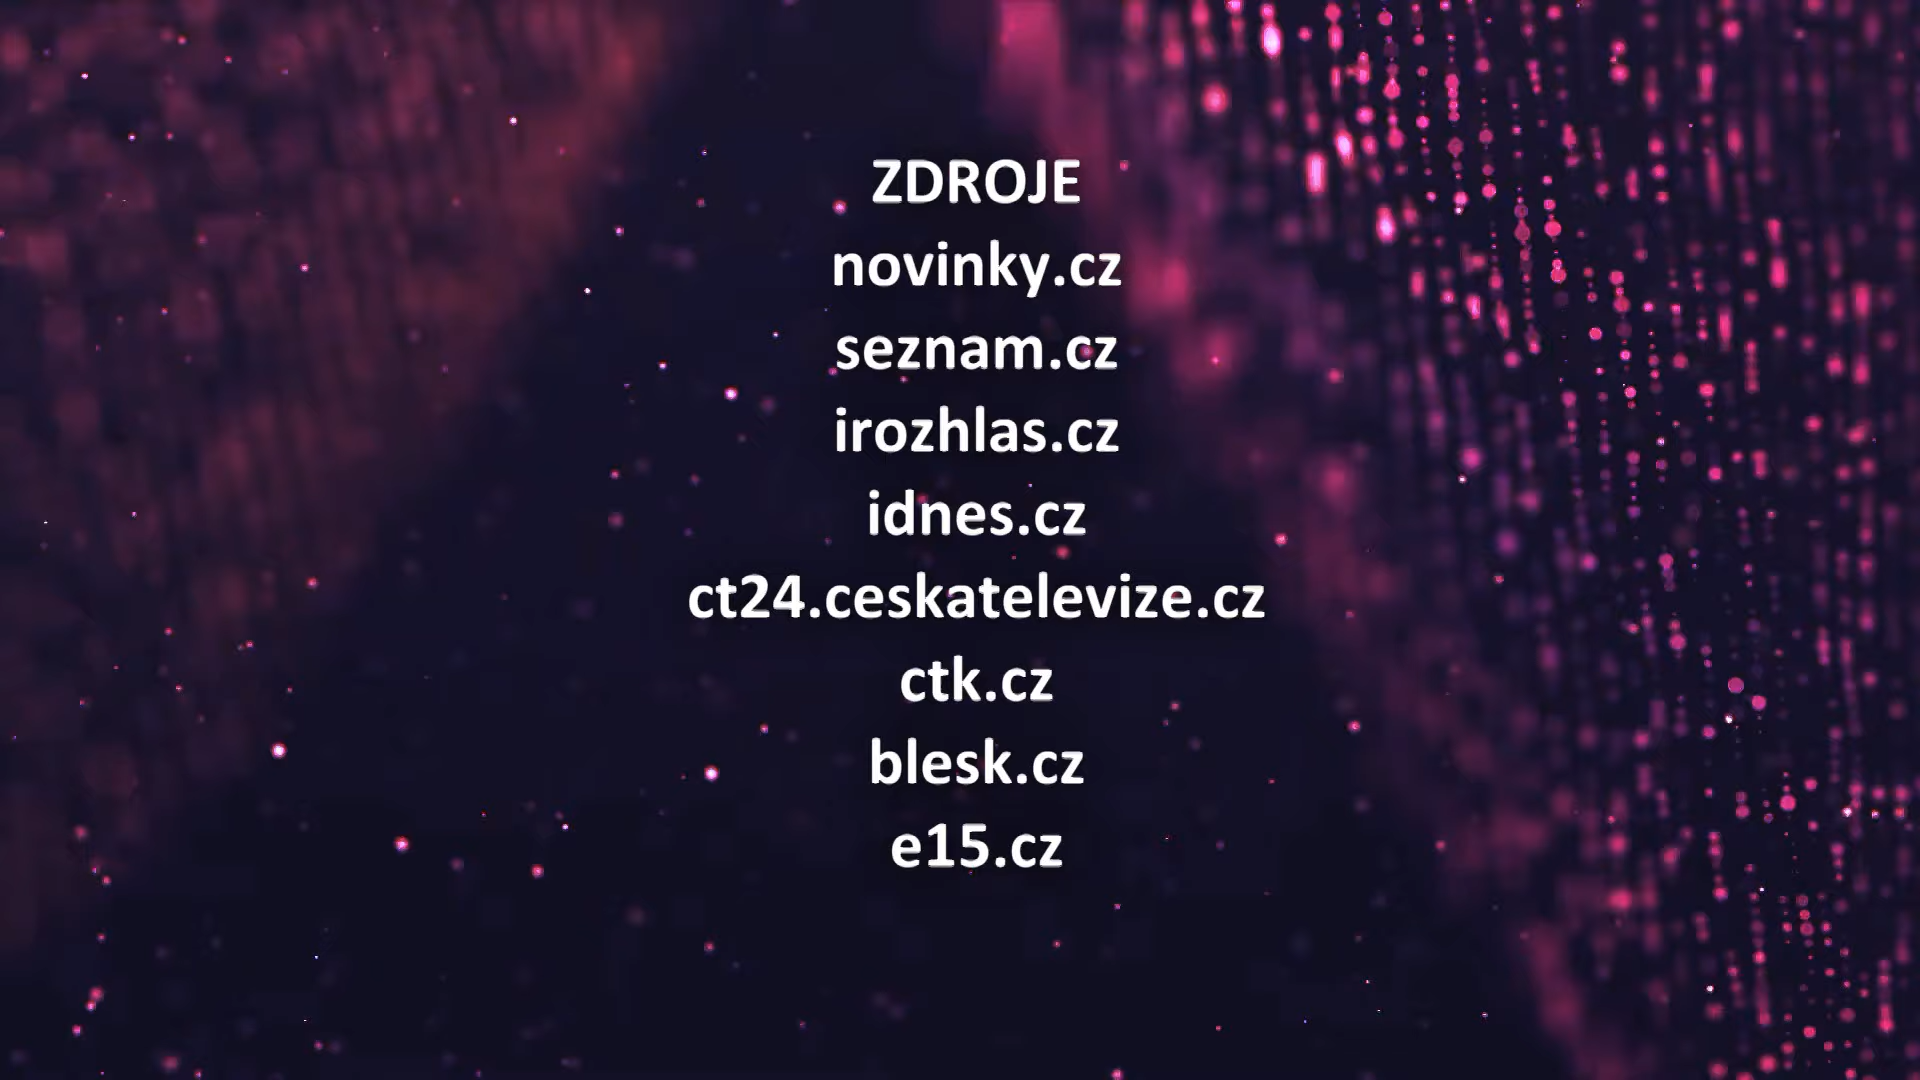 ZDROJE
novinky.cz
seznam.cz
irozhlas.cz
idnes.cz
ct24.ceskatelevize.cz
ctk.cz
blesk.cz
e15.cz